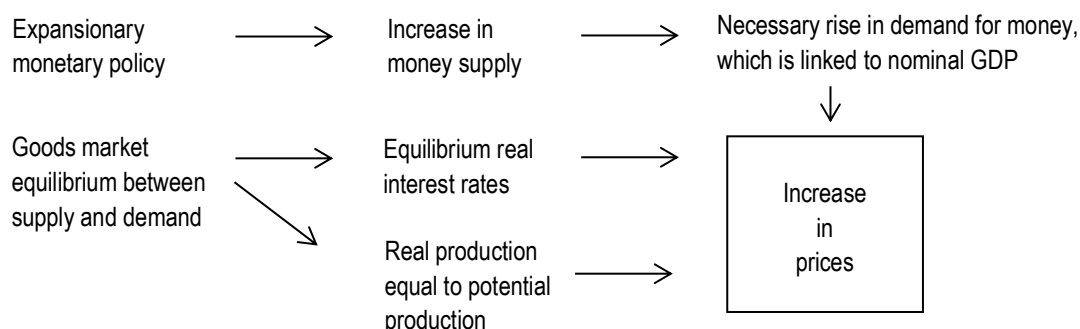 Expansionary
monetary policy
Increase in
money supply
Necessary rise in demand for money,
which is linked to nominal GDP
Goods market
equilibrium between
supply and demand
Equilibrium real
interest rates
Real production
equal to potential
production
Increase
in
prices